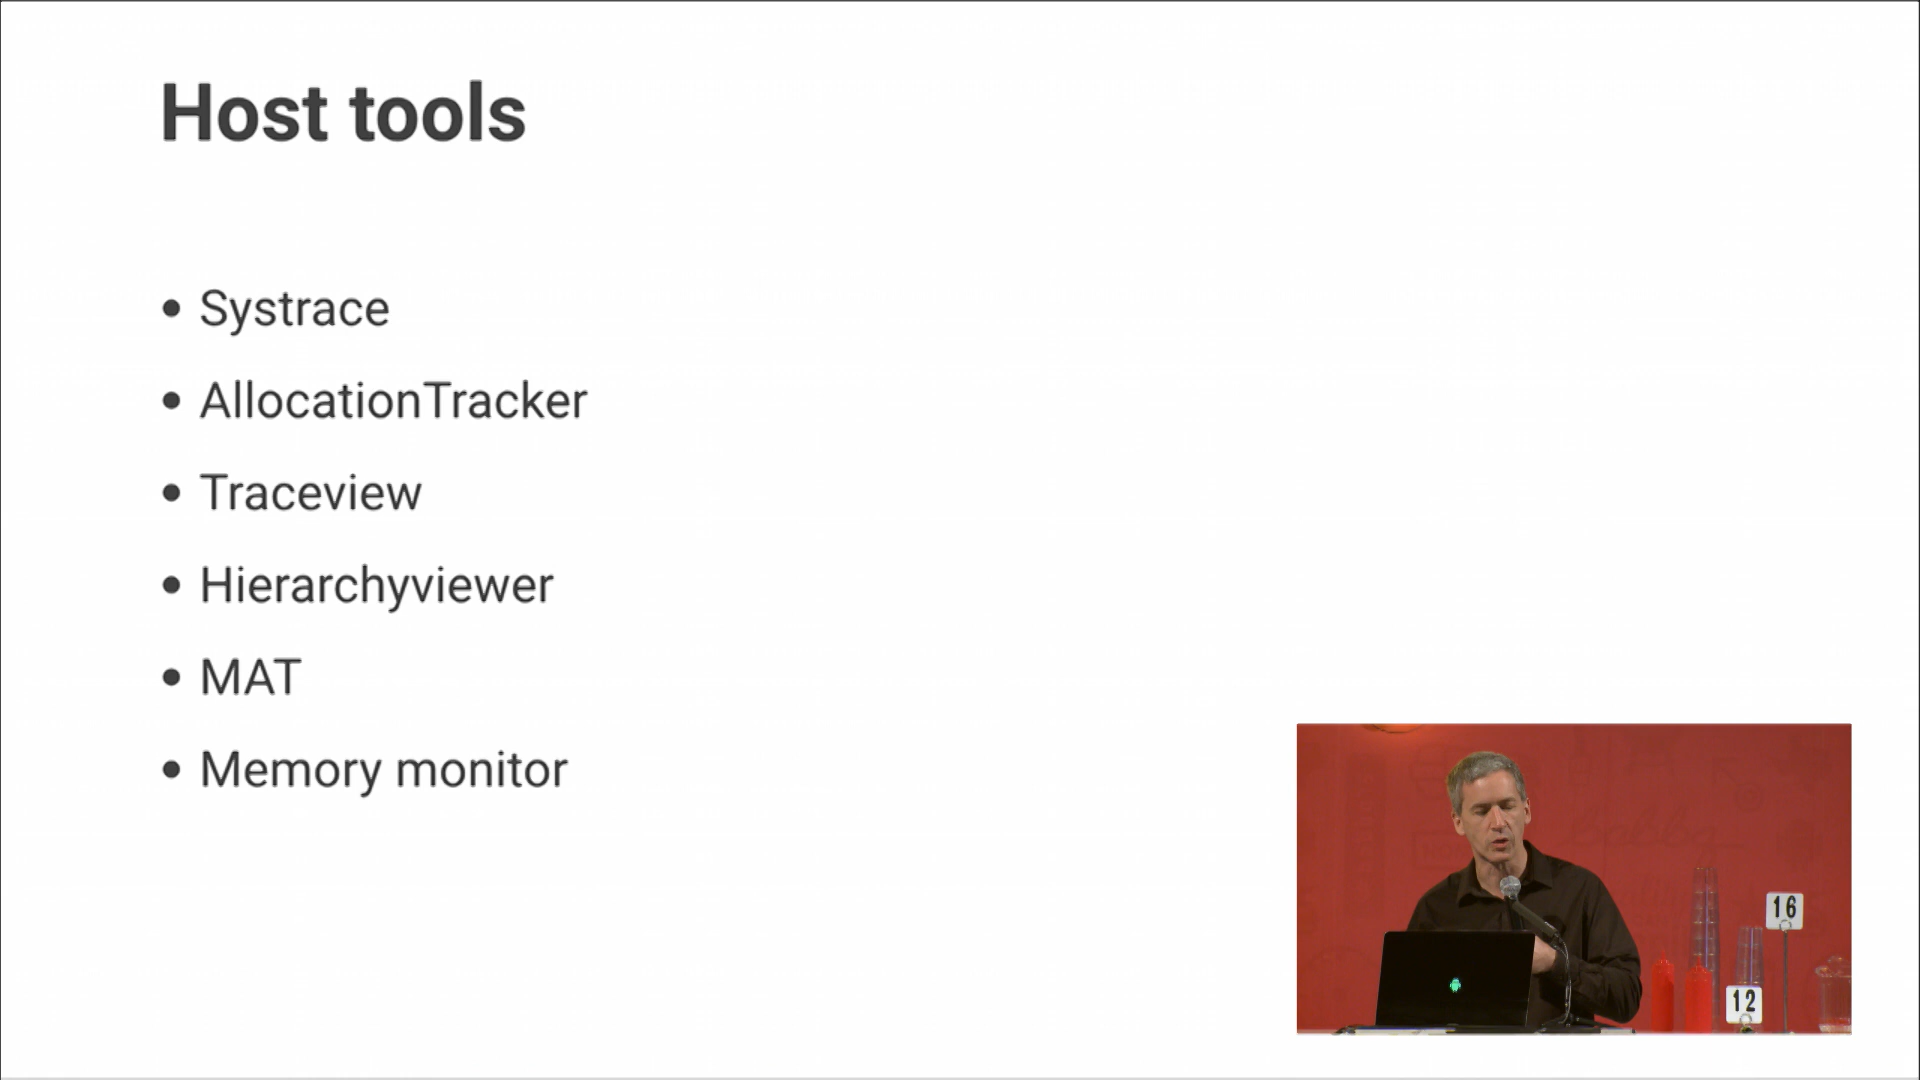 Host tools
• Systrace
• AllocationTracker
• Traceview
• Hierarchyviewer
• MAT
• Memory monitor
16
12